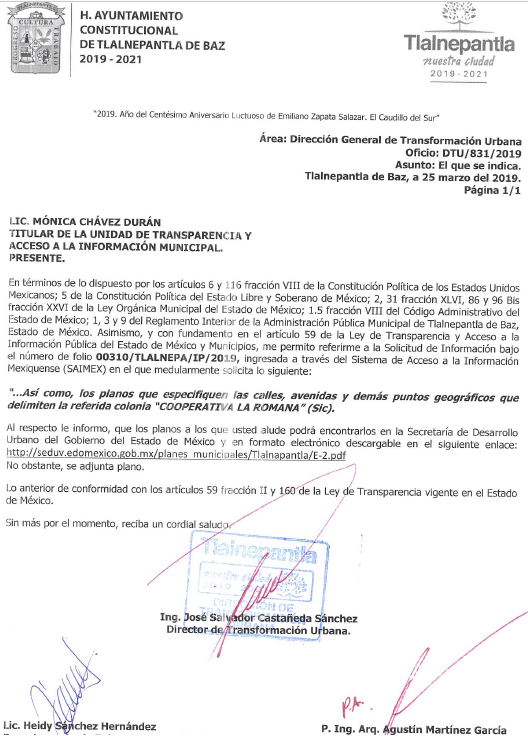 CULTURA
PROGRESO
TRABAJO
H. AYUNTAMIENTO
CONSTITUCIONAL
DE TLALNEPANTLA DE BAZ
2019 - 2021
Tlalnepantla
nuestra ciudad
2019 - 2021
"2019. Año del Centésimo Aniversario Luctuoso de Emiliano Zapata Salazar. El Caudillo del Sur"
Área: Dirección General de Transformación Urbana
Oficio: DTU/831/2019
Asunto: El que se indica.
Tlalnepantla de Baz, a 25 marzo del 2019.
Página 1/1
LIC. MÓNICA CHÁVEZ DURÁN
TITULAR DE LA UNIDAD DE TRANSPARENCIA Y
ACCESO A LA INFORMACIÓN MUNICIPAL.
PRESENTE.
En términos de lo dispuesto por los artículos 6 y 116 fracción VIII de la Constitución Política de los Estados Unidos
Mexicanos; 5 de la Constitución Política del Estado Libre y Soberano de México; 2, 31 fracción XLVI, 86 y 96 Bis
fracción XXVI de la Ley Orgánica Municipal del Estado de México; 1.5 fracción VIII del Código Administrativo del
Estado de México; 1, 3 y 9 del Reglamento Interior de la Administración Pública Municipal de Tlalnepantla de Baz,
Estado de México. Asimismo, y con fundamento en el artículo 59 de la Ley de Transparencia y Acceso a la
Información Pública del Estado de México y Municipios, me permito referirme a la Solicitud de Información bajo
el número de folio 00310/TLALNEPA/IP/2019, ingresada a través del Sistema de Acceso a la Información
Mexiquense (SAIMEX) en el que medularmente solicita lo siguiente:
"...Así como, los planos que especifiquen las calles, avenidas y demás puntos geográficos que
delimiten la referida colonia "COOPERATIVA LA ROMANA" (Sic).
Al respecto le informo, que los planos a los que usted alude podrá encontrarlos en la Secretaría de Desarrollo
Urbano del Gobierno del Estado de México y en formato electrónico descargable en el siguiente enlace:
http://seduv.edomexico.gob.mx/planes_municipales/Tlalnapantla/E-2.pdf
No obstante, se adjunta plano.
Lo anterior de conformidad con los artículos 59 fracción II y 160 de la Ley de Transparencia vigente en el Estado
de México.
Sin más por el momento, reciba un cordial saludo.
Tlalnepantla
nuestra ciudad
DIRECCIÓN DE
Ing. José Salvador Castañeda Sánchez
Director de Transformación Urbana.
P.A.
Lic. Heidy Sánchez Hernández
P. Ing. Arq. Agustín Martínez García